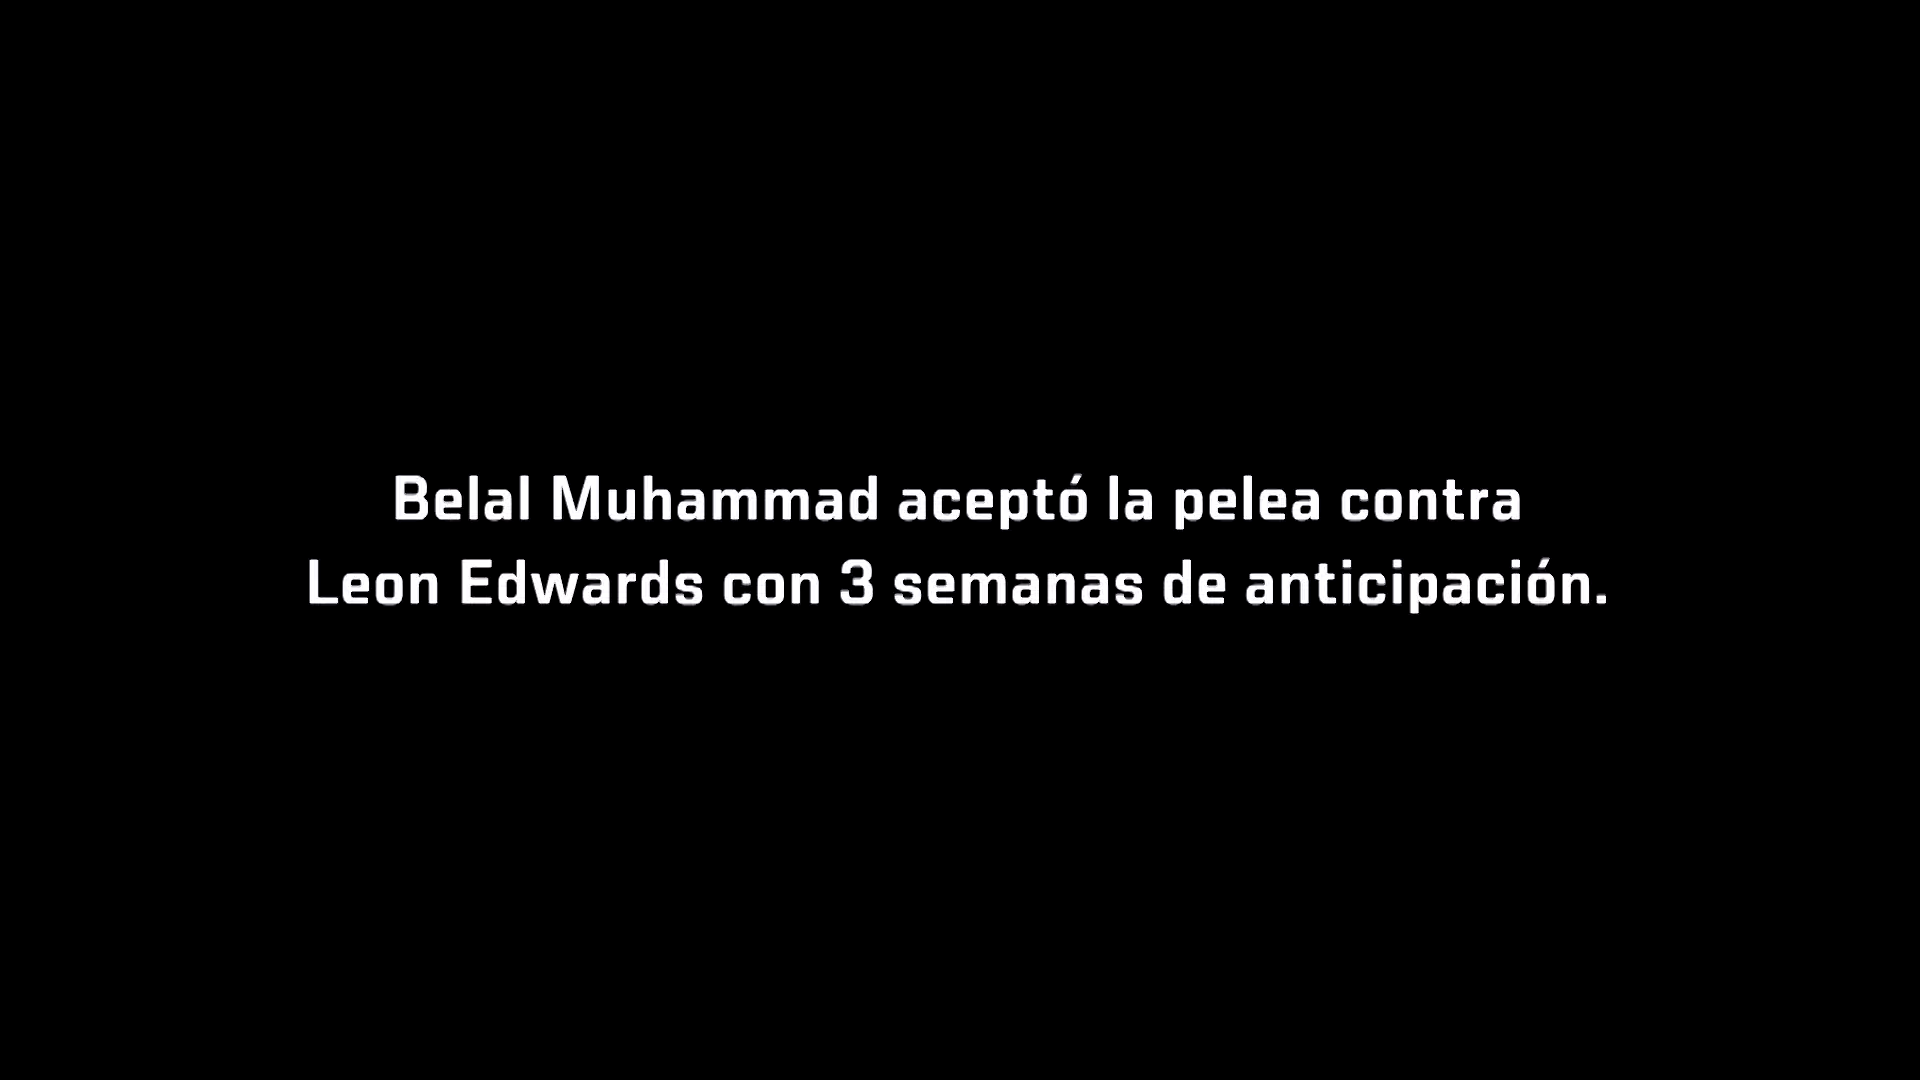 Belal Muhammad aceptó la pelea contra
Leon Edwards con 3 semanas de anticipación.